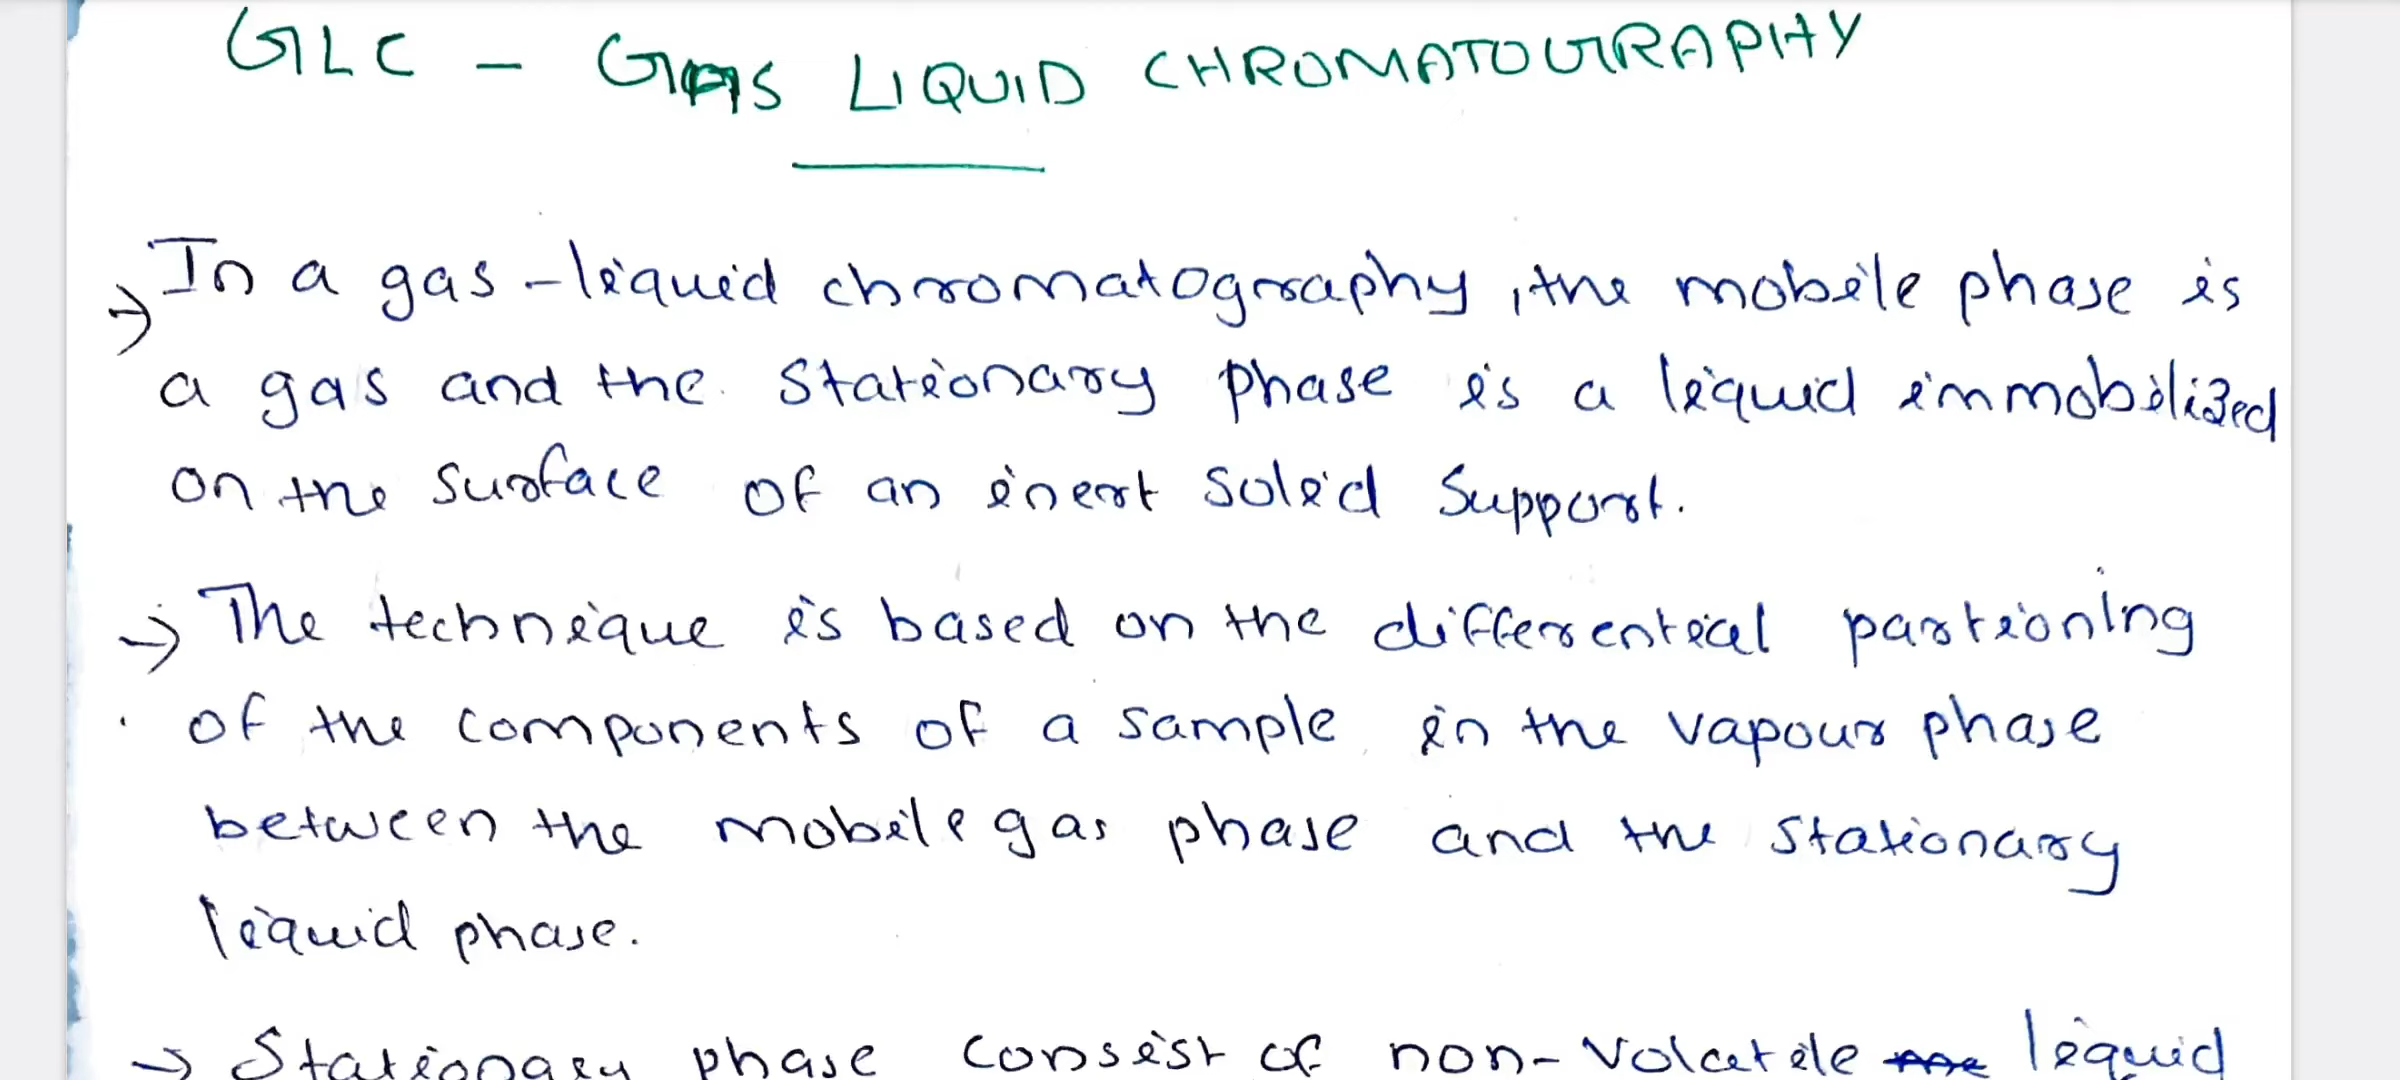 GLC - GAS LIQUID CHROMATOGRAPHY
→ In a gas-liquid chromatography, the mobile phase is
a gas and the stationary phase is a liquid immobilized
on the surface of an inert solid support.
→ The technique is based on the differential partioning
of the components of a sample in the vapour phase
between the mobile gas phase and the stationary
liquid phase.
→ Stationary phase consist of non-volatile liquid